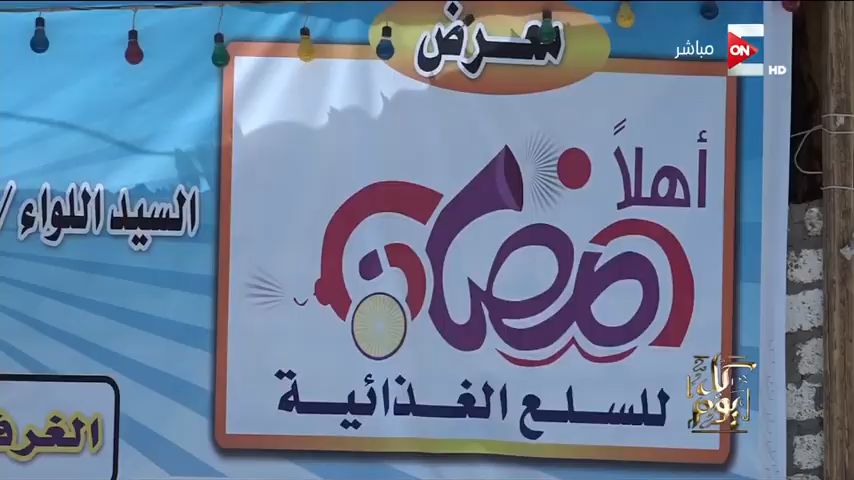 معرض
مباشر ON E HD
أهلاً
رمضان
للسلع الغذائية
السيد اللواء /
الغرف
كل يوم